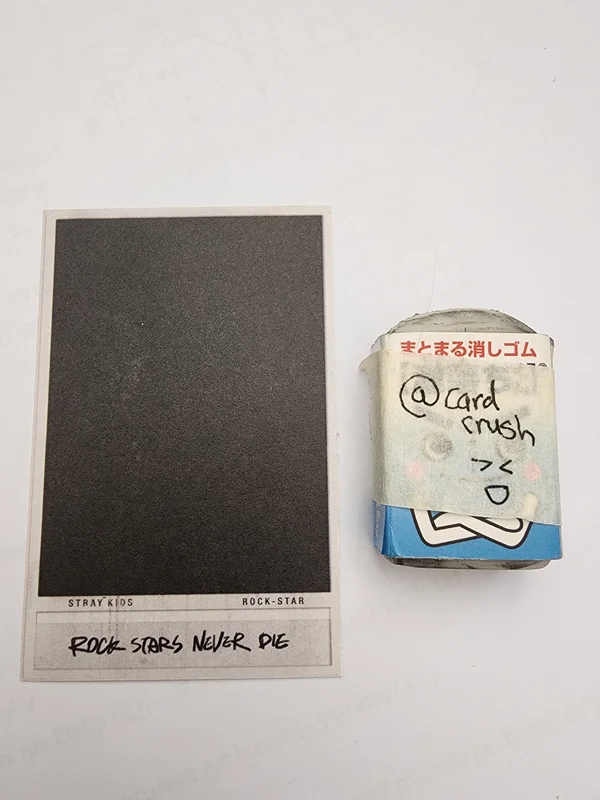 STRAY KIDS ROCK-STAR
ROCK STARS NEVER DIE
まとまる消しゴム
@card
crush